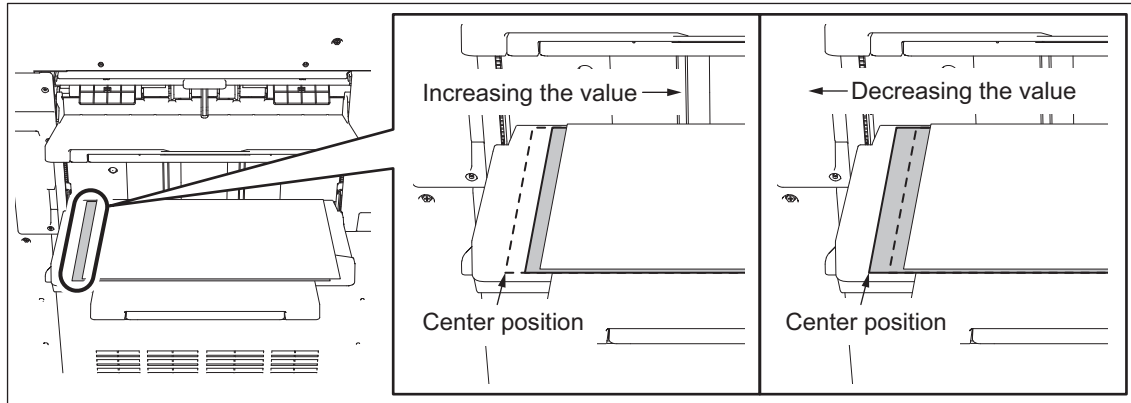 Increasing the value
Decreasing the value
Center position
Center position